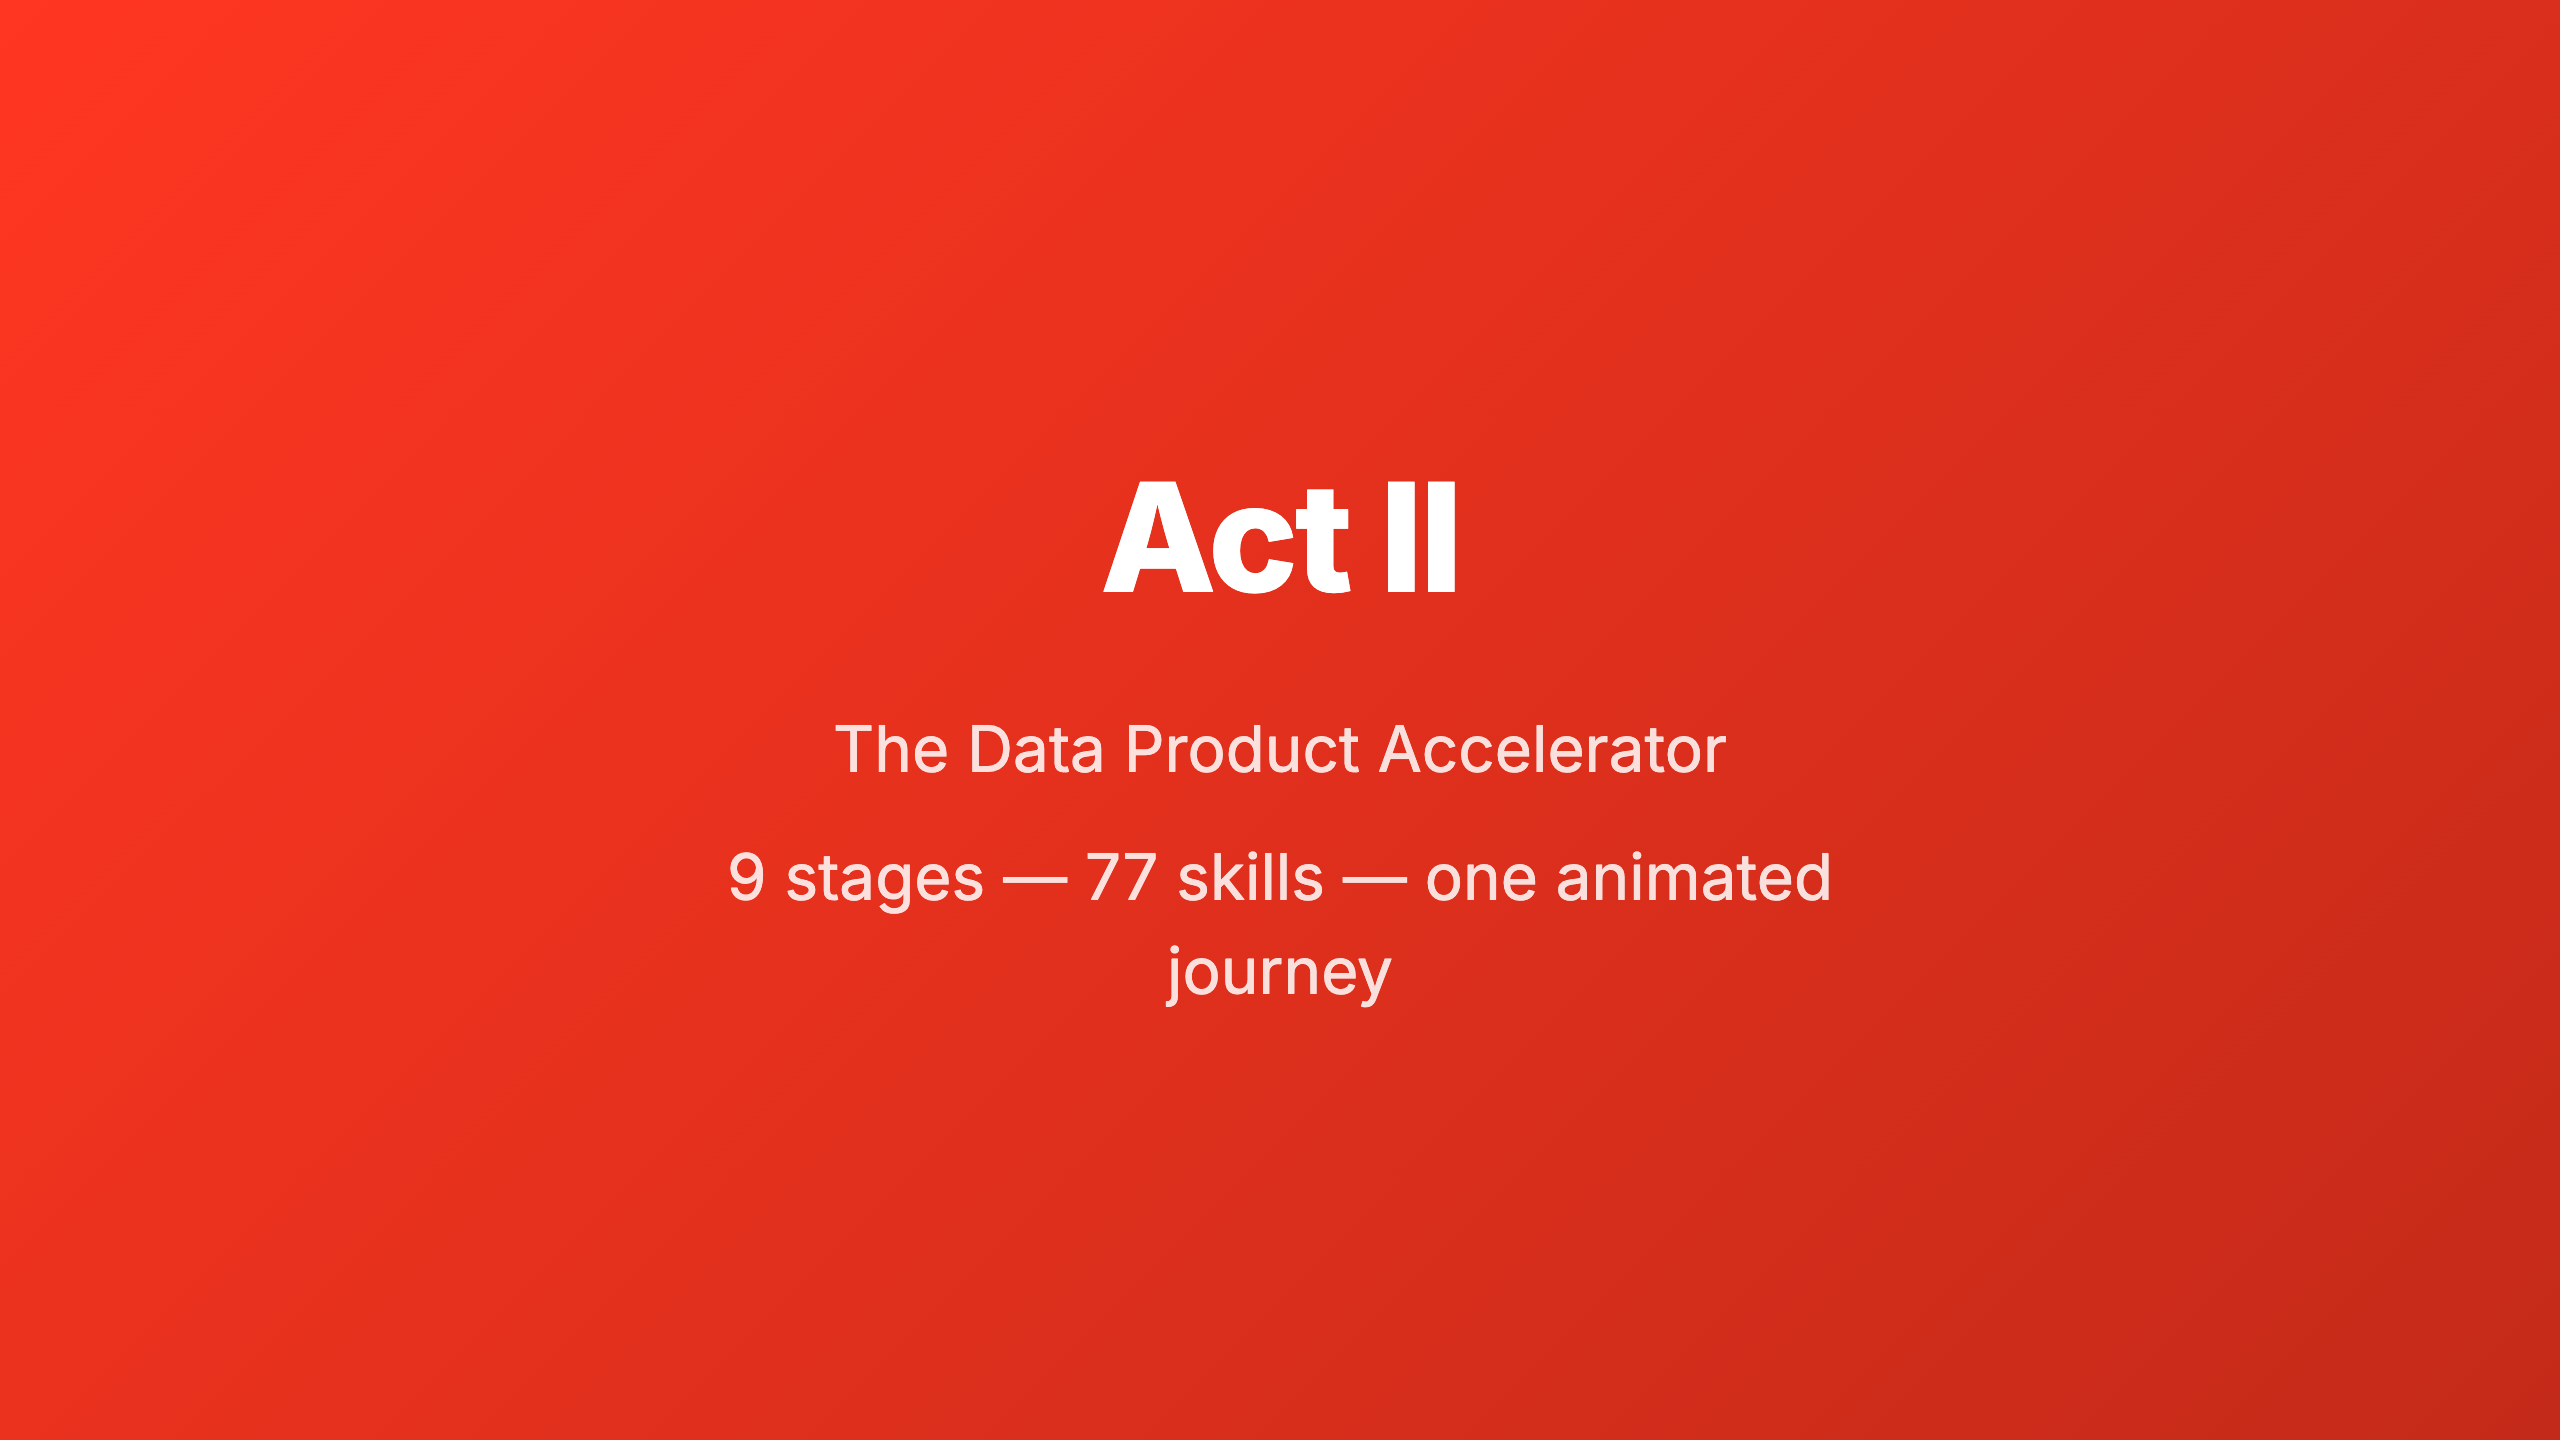 Act II
The Data Product Accelerator
9 stages — 77 skills — one animated
journey